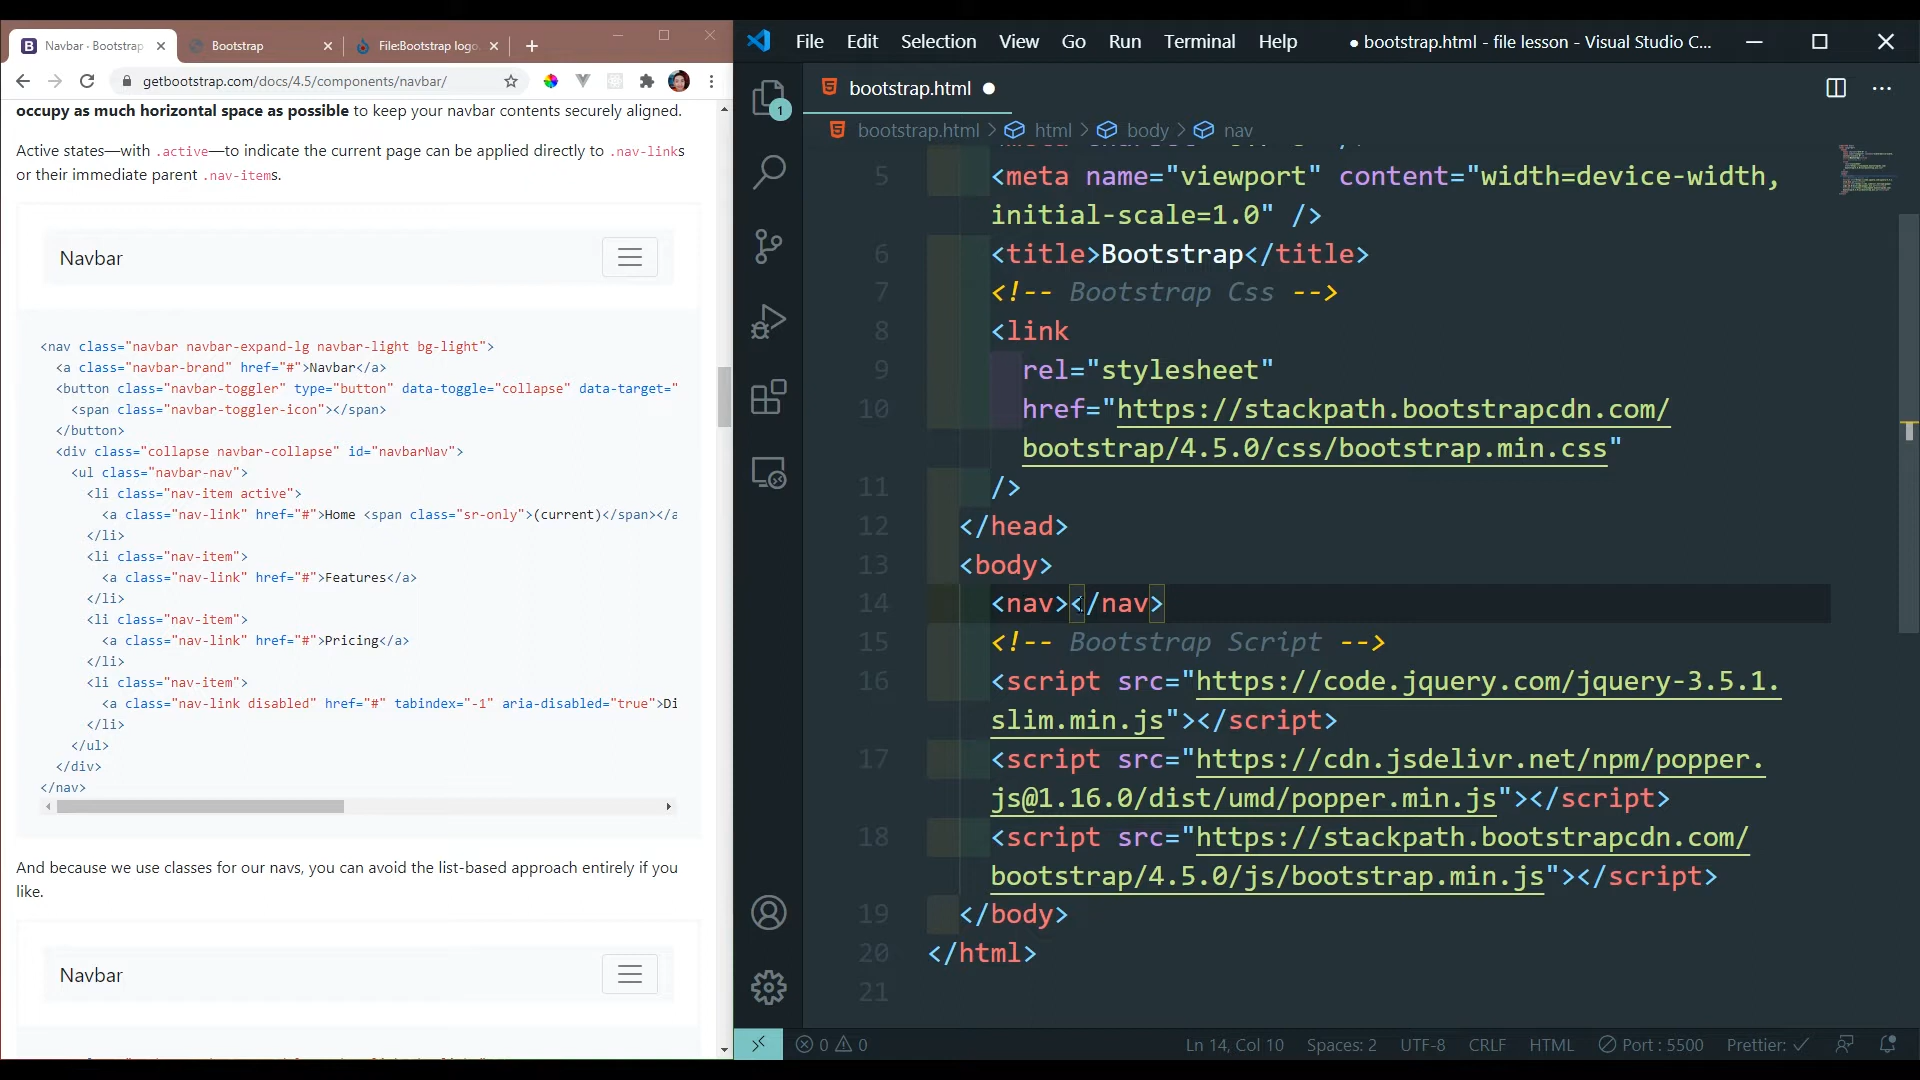 Navbar · Bootstrap
Bootstrap
File:Bootstrap logo.
getbootstrap.com/docs/4.5/components/navbar/
occupy as much horizontal space as possible to keep your navbar contents securely aligned.
Active states—with .active—to indicate the current page can be applied directly to .nav-links
or their immediate parent .nav-items.
Navbar
<nav class="navbar navbar-expand-lg navbar-light bg-light">
<a class="navbar-brand" href="#">Navbar</a>
<button class="navbar-toggler" type="button" data-toggle="collapse" data-target="
<span class="navbar-toggler-icon"></span>
</button>
<div class="collapse navbar-collapse" id="navbarNav">
<ul class="navbar-nav">
<li class="nav-item active">
<a class="nav-link" href="#">Home <span class="sr-only">(current)</span></a
</li>
<li class="nav-item">
<a class="nav-link" href="#">Features</a>
</li>
<li class="nav-item">
<a class="nav-link" href="#">Pricing</a>
</li>
<li class="nav-item">
<a class="nav-link disabled" href="#" tabindex="-1" aria-disabled="true">Di
</li>
</ul>
</div>
</nav>
And because we use classes for our navs, you can avoid the list-based approach entirely if you
like.
Navbar
File Edit Selection View Go Run Terminal Help
● bootstrap.html - file lesson - Visual Studio C...
1
bootstrap.html
bootstrap.html > html > body > nav
5 <meta name="viewport" content="width=device-width,
initial-scale=1.0" />
6 <title>Bootstrap</title>
7 <!-- Bootstrap Css -->
8 <link
9 rel="stylesheet"
10 href="https://stackpath.bootstrapcdn.com/
bootstrap/4.5.0/css/bootstrap.min.css"
11 />
12 </head>
13 <body>
14 <nav></nav>
15 <!-- Bootstrap Script -->
16 <script src="https://code.jquery.com/jquery-3.5.1.
slim.min.js"></script>
17 <script src="https://cdn.jsdelivr.net/npm/popper.
js@1.16.0/dist/umd/popper.min.js"></script>
18 <script src="https://stackpath.bootstrapcdn.com/
bootstrap/4.5.0/js/bootstrap.min.js"></script>
19 </body>
20 </html>
21
0 0
Ln 14, Col 10 Spaces: 2 UTF-8 CRLF HTML Port : 5500 Prettier: ✓